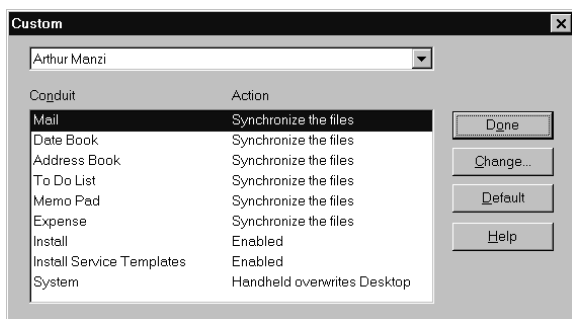 Custom
Arthur Manzi
Conduit Action
Mail Synchronize the files
Date Book Synchronize the files
Address Book Synchronize the files
To Do List Synchronize the files
Memo Pad Synchronize the files
Expense Synchronize the files
Install Enabled
Install Service Templates Enabled
System Handheld overwrites Desktop
Done
Change...
Default
Help